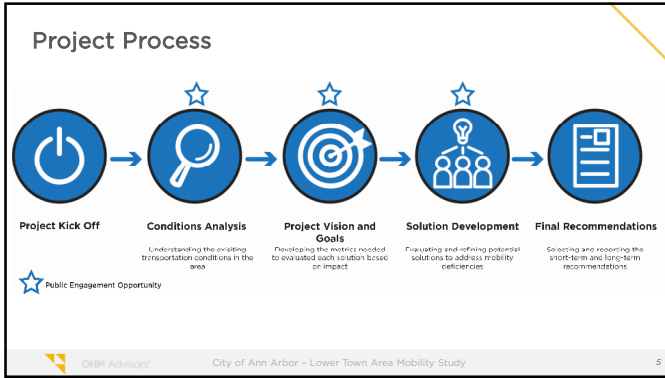 Project Process
Project Kick Off
Conditions Analysis
Understanding the exisiting
transportation conditions in the
area
Project Vision and
Goals
Developing the metrics needed
to evaluated each solution based
on impact
Solution Development
Evaluating and refining potential
solutions to address mobility
deficiencies
Final Recommendations
Selecting and reporting the
short-term and long-term
recommendations
Public Engagement Opportunity
OHM Advisors®
City of Ann Arbor – Lower Town Area Mobility Study
5